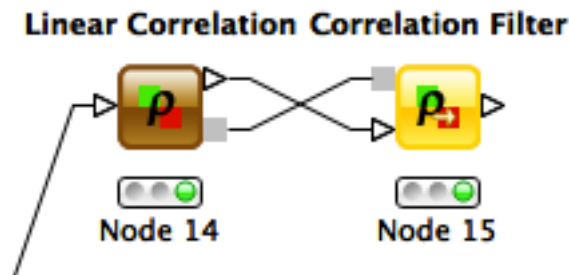 Linear Correlation Correlation Filter
ρ ρ
Node 14 Node 15